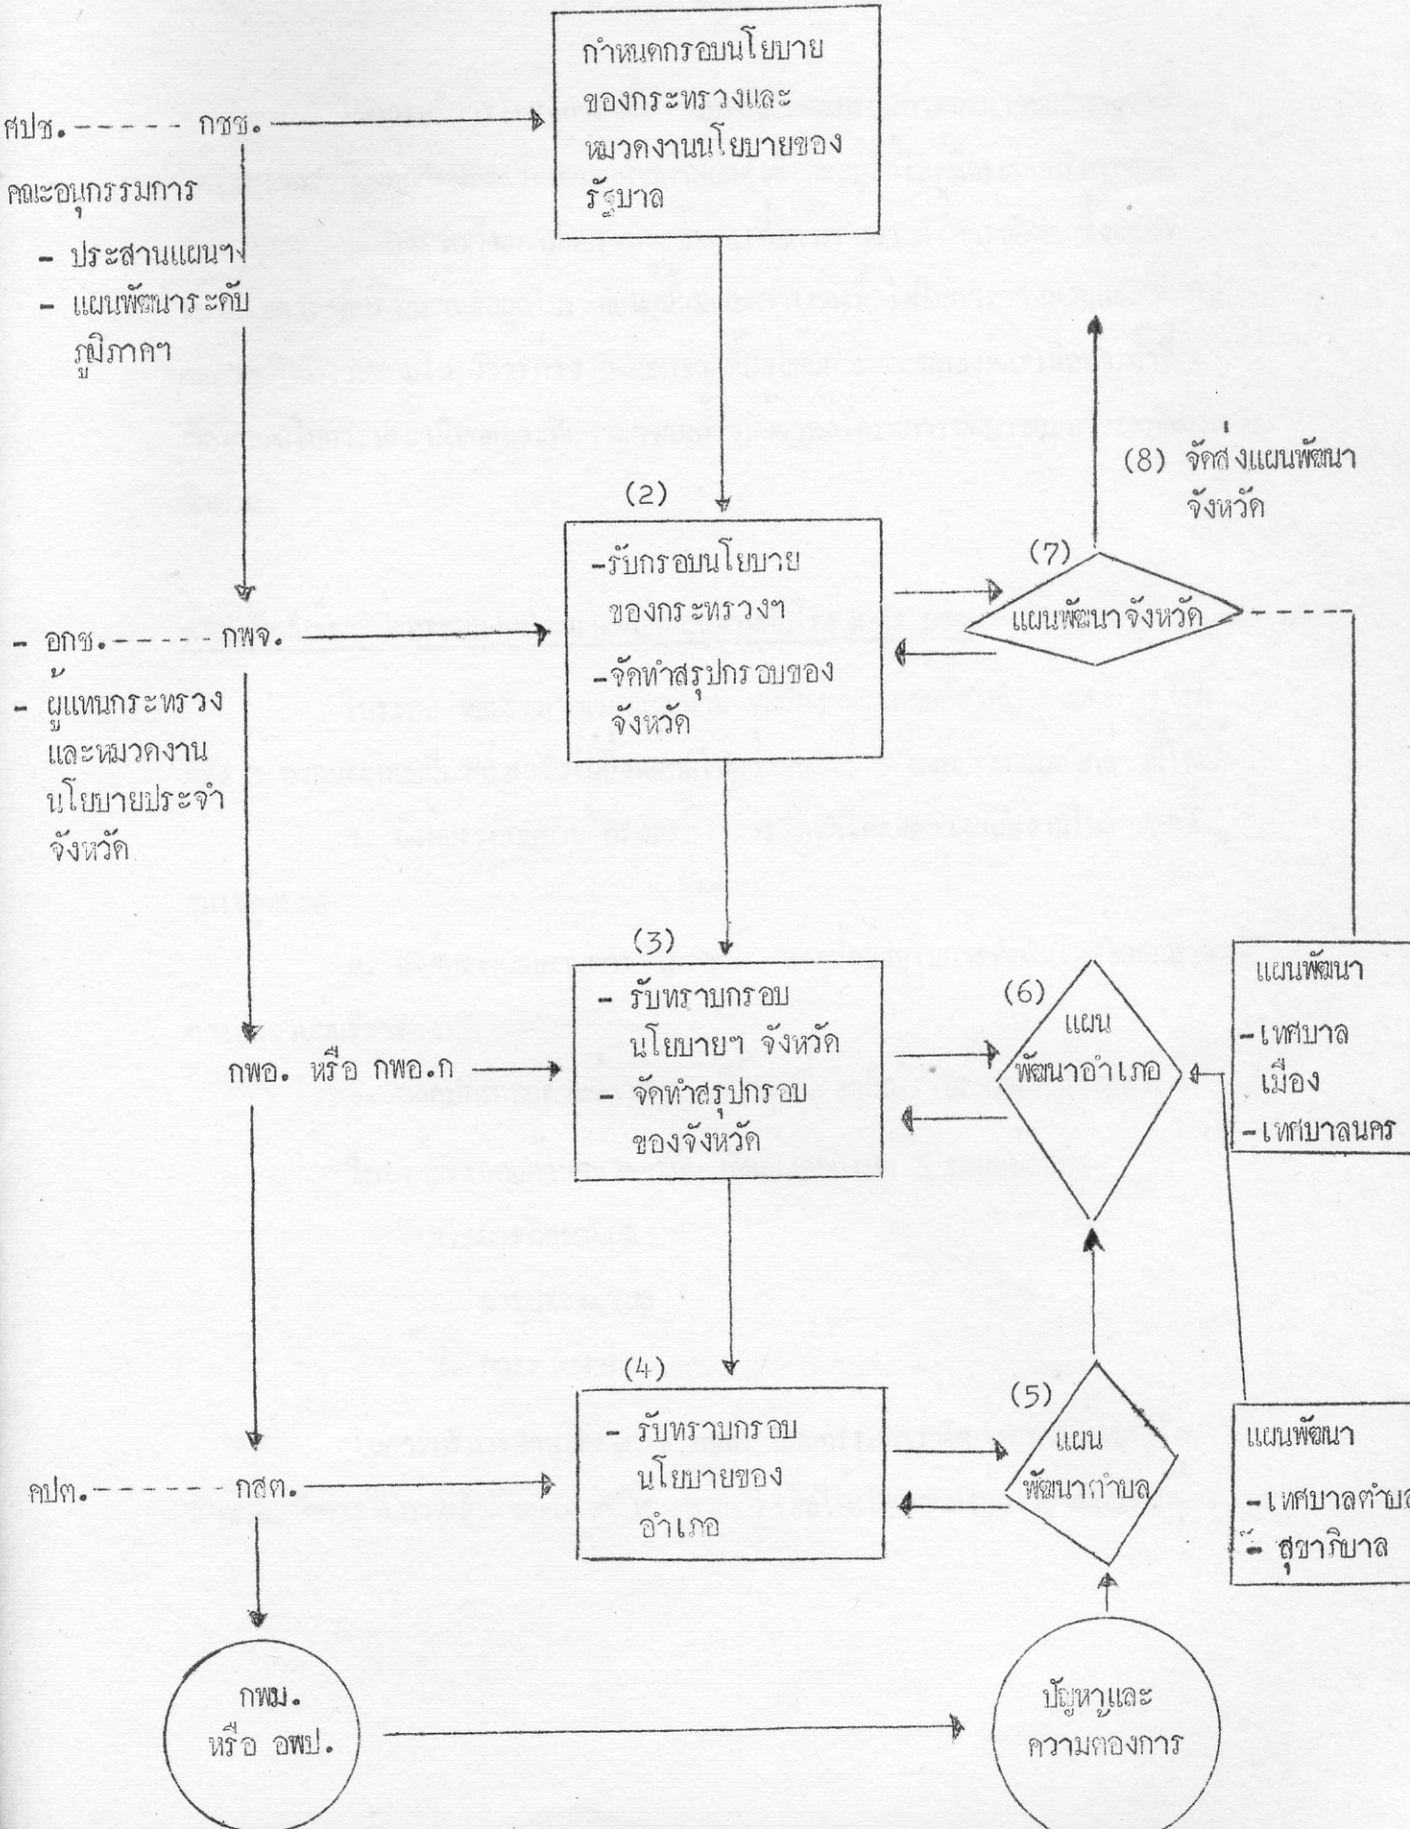 กำหนดกรอบนโยบาย
ของกระทรวงและ
หมวดงานนโยบายของ
รัฐบาล
ศปช.----- กชช.
คณะอนุกรรมการ
- ประสานแผนฯ
- แผนพัฒนาระดับ
ภูมิภาคฯ
(8) จัดส่งแผนพัฒนา
จังหวัด
(2)
-รับกรอบนโยบาย
ของกระทรวงฯ
-จัดทำสรุปกรอบของ
จังหวัด
(7)
แผนพัฒนาจังหวัด
- อกช.----- กพจ.
- ผู้แทนกระทรวง
และหมวดงาน
นโยบายประจำ
จังหวัด
(3)
- รับทราบกรอบ
นโยบายฯ จังหวัด
- จัดทำสรุปกรอบ
ของจังหวัด
(6)
แผน
พัฒนาอำเภอ
แผนพัฒนา
-เทศบาล
เมือง
-เทศบาลนคร
กพอ. หรือ กพอ.ก
(4)
- รับทราบกรอบ
นโยบายของ
อำเภอ
(5)
แผน
พัฒนาตำบล
แผนพัฒนา
-เทศบาลตำบล
- สุขาภิบาล
คปต.------ กสต.
กพม.
หรือ อพป.
ปัญหาและ
ความต้องการ